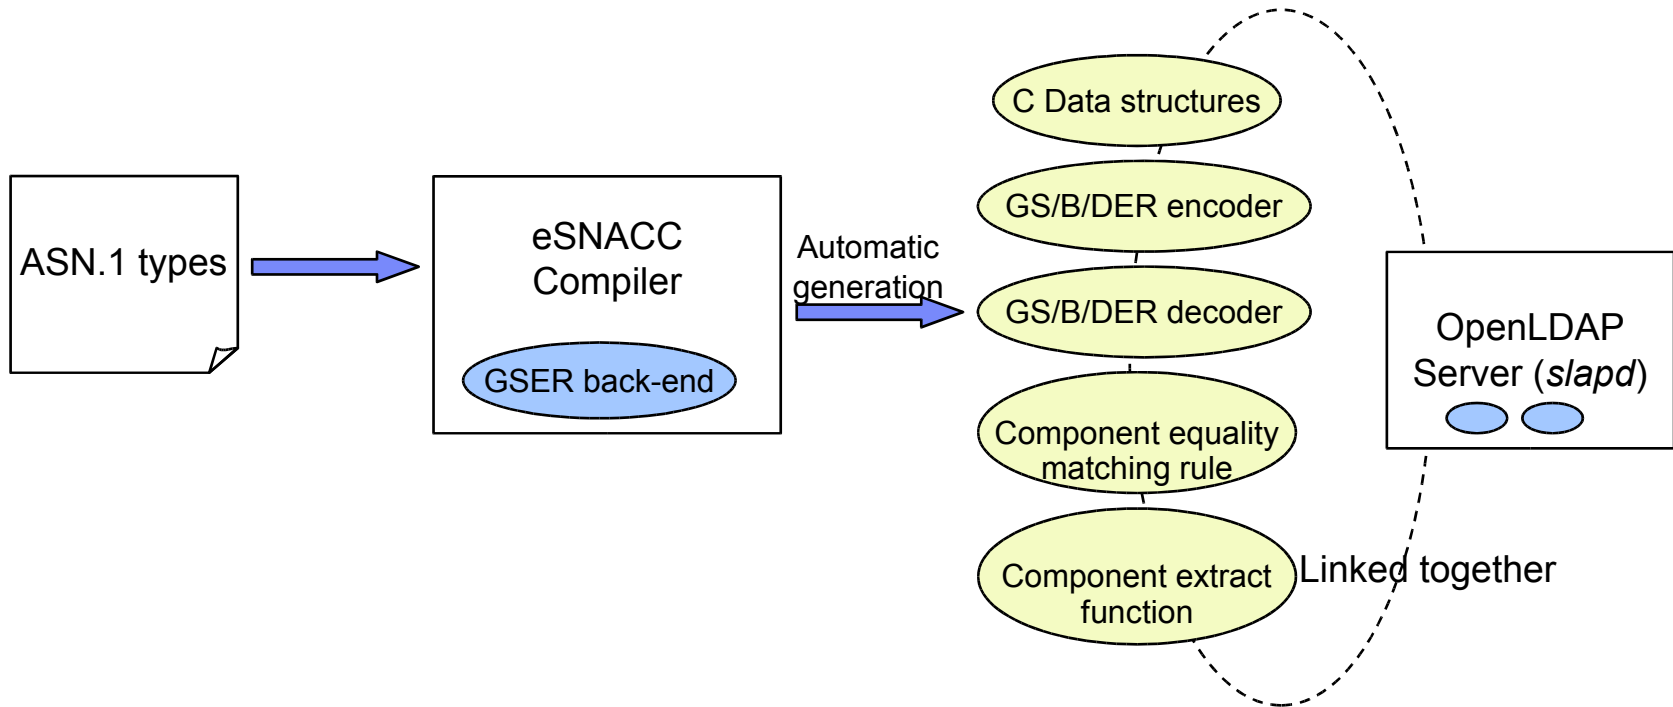 ASN.1 types
eSNACC
Compiler
GSER back-end
Automatic
generation
C Data structures
GS/B/DER encoder
GS/B/DER decoder
Component equality
matching rule
Component extract
function
OpenLDAP
Server (slapd)
Linked together